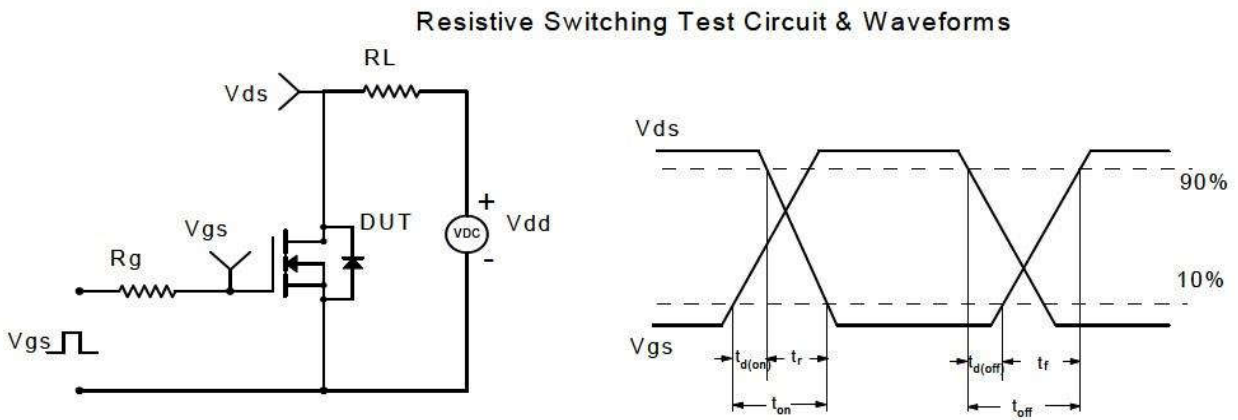 Resistive Switching Test Circuit & Waveforms
RL
Vds
Vgs
DUT
VDC
+
-
Vdd
Rg
Vgs
Vds
90%
10%
Vgs
td(on)
tr
td(off)
tf
ton
toff